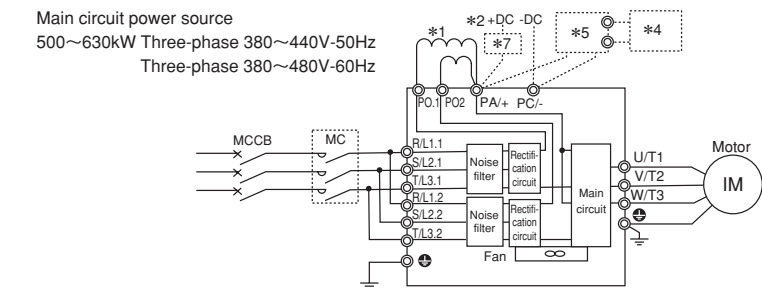 Main circuit power source
500～630kW Three-phase 380～440V-50Hz
Three-phase 380～480V-60Hz
*1
*2 +DC -DC
*7
*5
*4
PO.1 PO2 PA/+ PC/-
MCCB
MC
R/L1.1
S/L2.1
T/L3.1
R/L1.2
S/L2.2
T/L3.2
Noise
filter
Rectifi-
cation
circuit
Noise
filter
Rectifi-
cation
circuit
Main
circuit
Fan
U/T1
V/T2
W/T3
Motor
IM